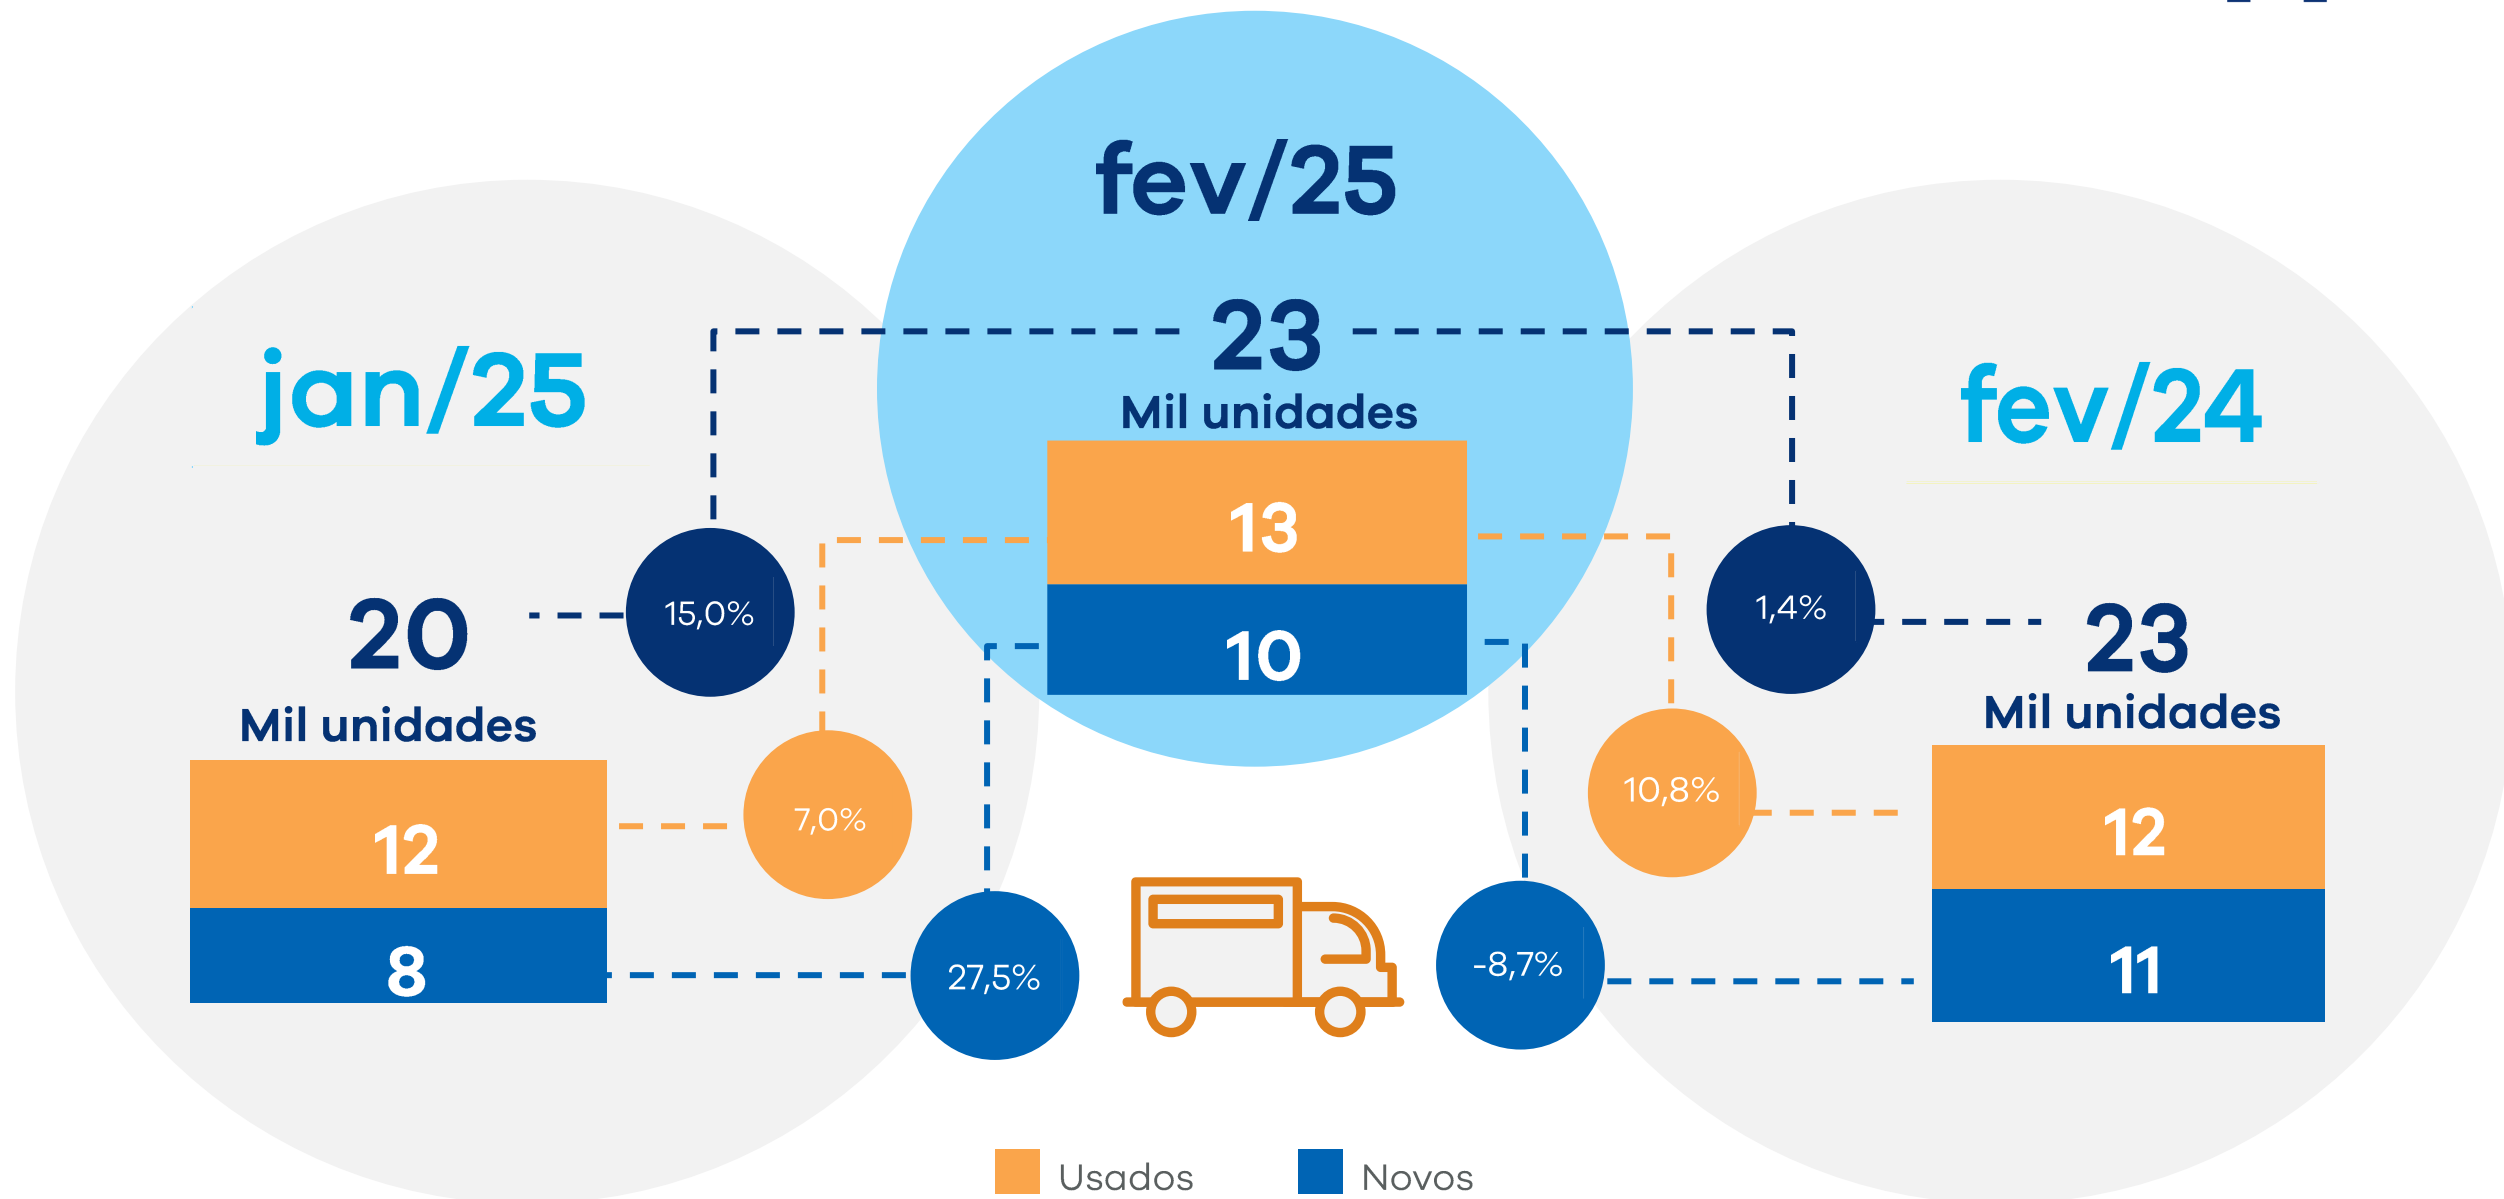 fev/25
23
Mil unidades
13
10
jan/25
20
Mil unidades
12
8
15,0%
7,0%
27,5%
fev/24
23
Mil unidades
12
11
1,4%
10,8%
-8,7%
Usados
Novos